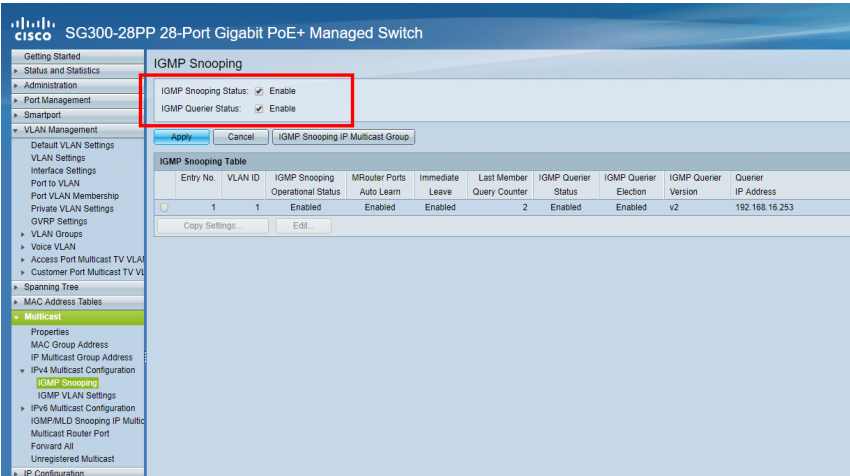 CISCO SG300-28PP 28-Port Gigabit PoE+ Managed Switch
Getting Started
Status and Statistics
Administration
Port Management
Smartport
VLAN Management
Default VLAN Settings
VLAN Settings
Interface Settings
Port to VLAN
Port VLAN Membership
Private VLAN Settings
GVRP Settings
VLAN Groups
Voice VLAN
Access Port Multicast TV VLA
Customer Port Multicast TV VL
Spanning Tree
MAC Address Tables
Multicast
Properties
MAC Group Address
IP Multicast Group Address
IPv4 Multicast Configuration
IGMP Snooping
IGMP VLAN Settings
IPv6 Multicast Configuration
IGMP/MLD Snooping IP Multic
Multicast Router Port
Forward All
Unregistered Multicast
IP Configuration
IGMP Snooping
IGMP Snooping Status: Enable
IGMP Querier Status: Enable
Apply Cancel IGMP Snooping IP Multicast Group
IGMP Snooping Table
Entry No. VLAN ID IGMP Snooping MRouter Ports Immediate Last Member IGMP Querier IGMP Querier IGMP Querier Querier
Operational Status Auto Learn Leave Query Counter Status Election Version IP Address
1 1 Enabled Enabled Enabled 2 Enabled Enabled v2 192.168.16.253
Copy Settings... Edit...